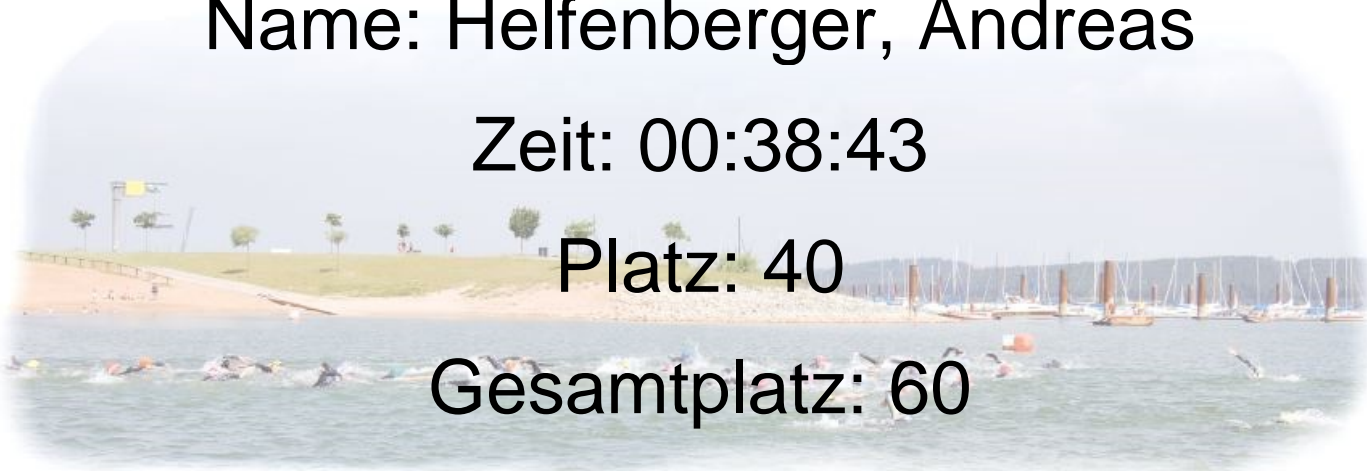 Name: Helfenberger, Andreas
Zeit: 00:38:43
Platz: 40
Gesamtplatz: 60